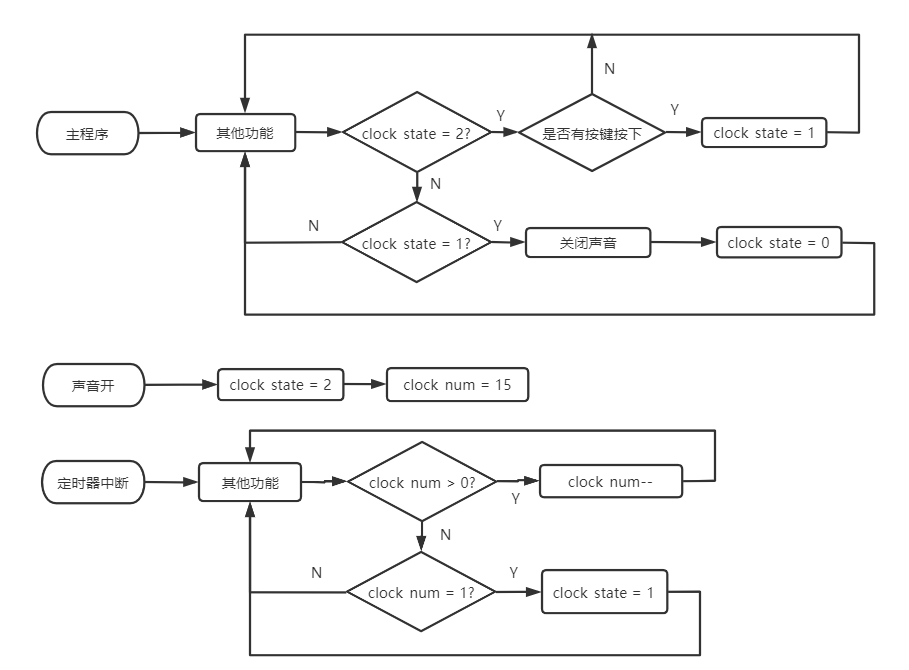 N
主程序
其他功能
clock state = 2?
Y
是否有按键按下
Y
clock state = 1
N
N
clock state = 1?
Y
关闭声音
clock state = 0
声音开
clock state = 2
clock num = 15
定时器中断
其他功能
clock num > 0?
Y
clock num--
N
N
clock num = 1?
Y
clock state = 1